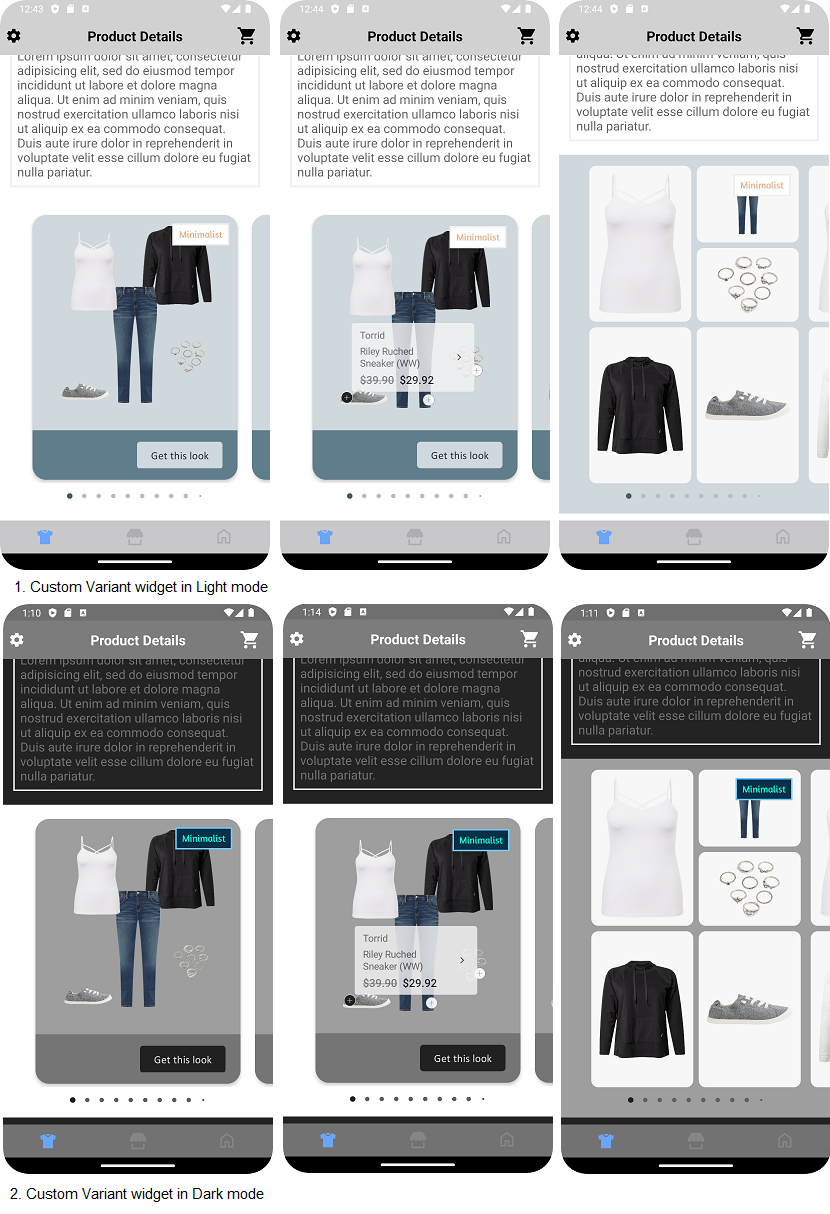 12:43
Product Details
Lorem ipsum dolor sit amet, consectetur
adipisicing elit, sed do eiusmod tempor
incididunt ut labore et dolore magna
aliqua. Ut enim ad minim veniam, quis
nostrud exercitation ullamco laboris nisi
ut aliquip ex ea commodo consequat.
Duis aute irure dolor in reprehenderit in
voluptate velit esse cillum dolore eu fugiat
nulla pariatur.
Minimalist
Get this look
12:44
Product Details
Lorem ipsum dolor sit amet, consectetur
adipisicing elit, sed do eiusmod tempor
incididunt ut labore et dolore magna
aliqua. Ut enim ad minim veniam, quis
nostrud exercitation ullamco laboris nisi
ut aliquip ex ea commodo consequat.
Duis aute irure dolor in reprehenderit in
voluptate velit esse cillum dolore eu fugiat
nulla pariatur.
Minimalist
Torrid
Riley Ruched
Sneaker (WW)
$39.90 $29.92
Get this look
12:44
Product Details
aliqua. Ut enim ad minim veniam, quis
nostrud exercitation ullamco laboris nisi
ut aliquip ex ea commodo consequat.
Duis aute irure dolor in reprehenderit in
voluptate velit esse cillum dolore eu fugiat
nulla pariatur.
Minimalist
1. Custom Variant widget in Light mode
1:10
Product Details
Lorem ipsum dolor sit amet, consectetur
adipisicing elit, sed do eiusmod tempor
incididunt ut labore et dolore magna
aliqua. Ut enim ad minim veniam, quis
nostrud exercitation ullamco laboris nisi
ut aliquip ex ea commodo consequat.
Duis aute irure dolor in reprehenderit in
voluptate velit esse cillum dolore eu fugiat
nulla pariatur.
Minimalist
Get this look
1:14
Product Details
Lorem ipsum dolor sit amet, consectetur
adipisicing elit, sed do eiusmod tempor
incididunt ut labore et dolore magna
aliqua. Ut enim ad minim veniam, quis
nostrud exercitation ullamco laboris nisi
ut aliquip ex ea commodo consequat.
Duis aute irure dolor in reprehenderit in
voluptate velit esse cillum dolore eu fugiat
nulla pariatur.
Minimalist
Torrid
Riley Ruched
Sneaker (WW)
$39.90 $29.92
Get this look
1:11
Product Details
aliqua. Ut enim ad minim veniam, quis
nostrud exercitation ullamco laboris nisi
ut aliquip ex ea commodo consequat.
Duis aute irure dolor in reprehenderit in
voluptate velit esse cillum dolore eu fugiat
nulla pariatur.
Minimalist
2. Custom Variant widget in Dark mode